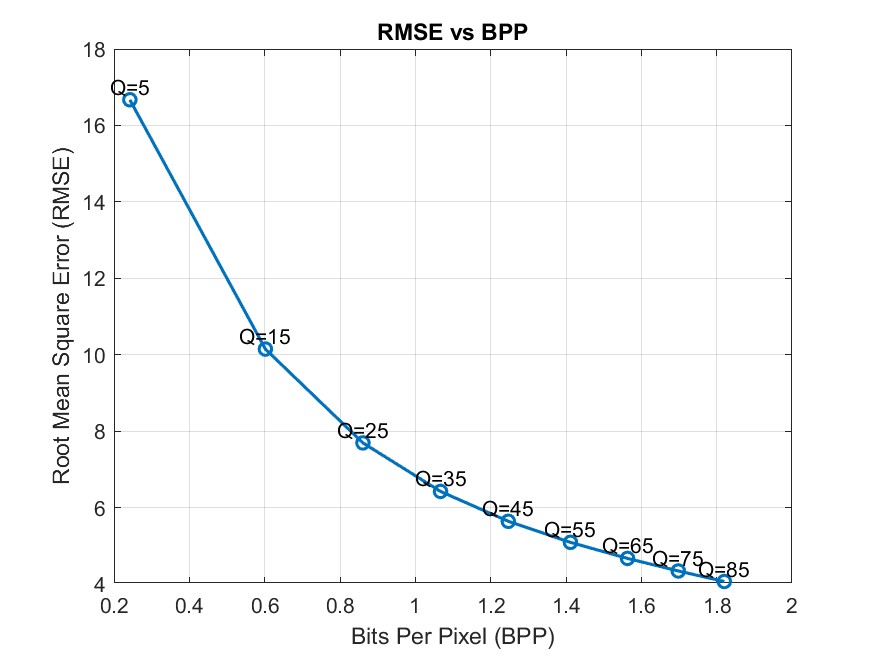 RMSE vs BPP
Root Mean Square Error (RMSE)
18
16
14
12
10
8
6
4
Q=5
Q=15
Q=25
Q=35
Q=45
Q=55
Q=65
Q=75
Q=85
0.2 0.4 0.6 0.8 1 1.2 1.4 1.6 1.8 2
Bits Per Pixel (BPP)